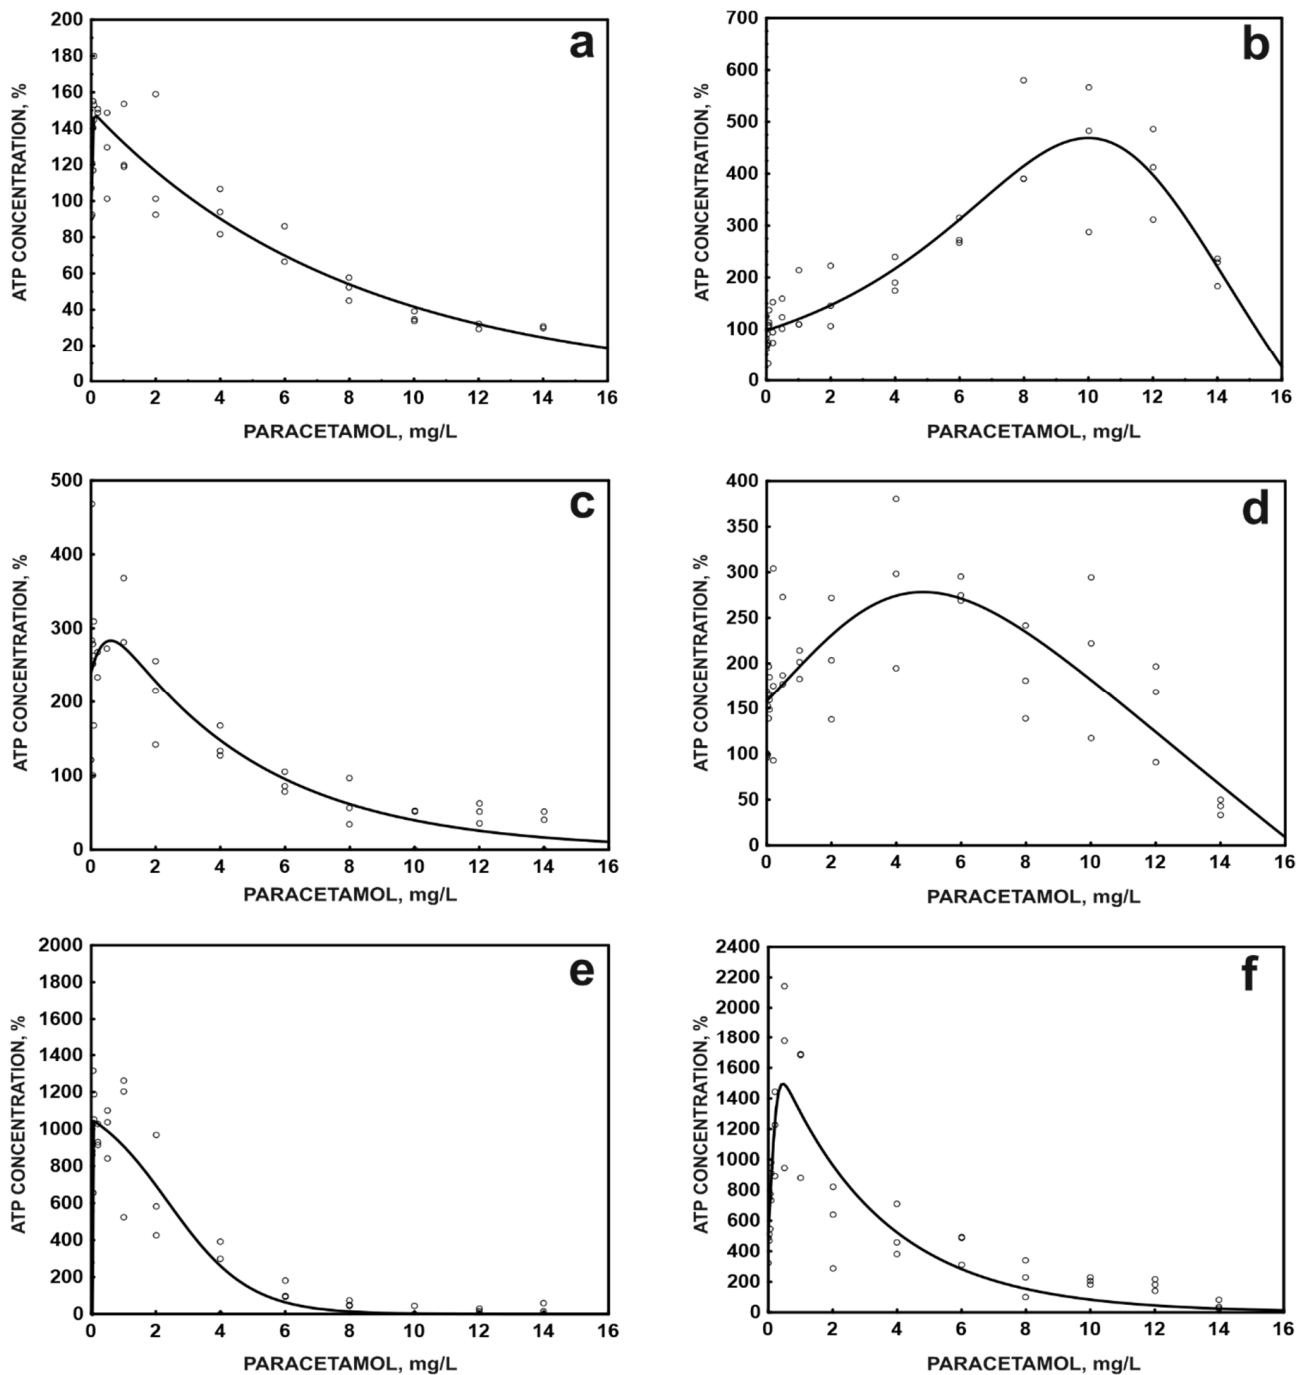 a
ATP CONCENTRATION, %
200
180
160
140
120
100
80
60
40
20
0
0 2 4 6 8 10 12 14 16
PARACETAMOL, mg/L
b
ATP CONCENTRATION, %
700
600
500
400
300
200
100
0
0 2 4 6 8 10 12 14 16
PARACETAMOL, mg/L
c
ATP CONCENTRATION, %
500
400
300
200
100
0
0 2 4 6 8 10 12 14 16
PARACETAMOL, mg/L
d
ATP CONCENTRATION, %
400
350
300
250
200
150
100
50
0
0 2 4 6 8 10 12 14 16
PARACETAMOL, mg/L
e
ATP CONCENTRATION, %
2000
1800
1600
1400
1200
1000
800
600
400
200
0
0 2 4 6 8 10 12 14 16
PARACETAMOL, mg/L
f
ATP CONCENTRATION, %
2400
2200
2000
1800
1600
1400
1200
1000
800
600
400
200
0
0 2 4 6 8 10 12 14 16
PARACETAMOL, mg/L